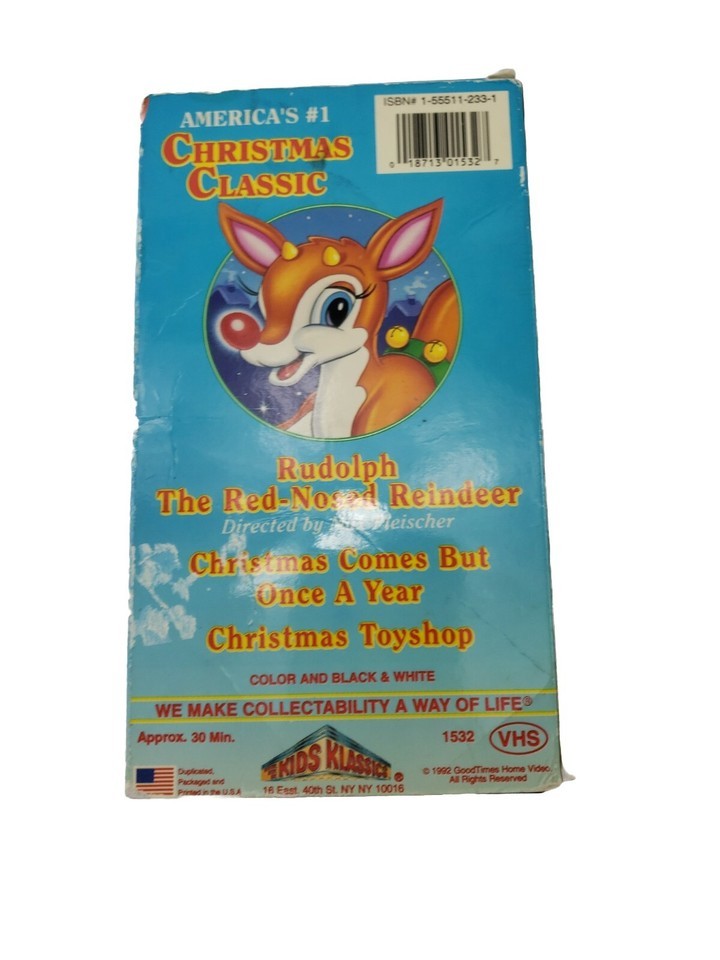 ISBN# 1-55511-233-1
0 18713 01532 7
AMERICA'S #1
CHRISTMAS
CLASSIC
Rudolph
The Red-Nosed Reindeer
Directed by Fleischer
Christmas Comes But
Once A Year
Christmas Toyshop
COLOR AND BLACK & WHITE
WE MAKE COLLECTABILITY A WAY OF LIFE®
Approx. 30 Min.
1532
VHS
Duplicated,
Packaged and
Printed in the U.S.A
KIDS KLASSICS ®
16 East. 40th St. NY NY 10016
© 1992 GoodTimes Home Video
All Rights Reserved